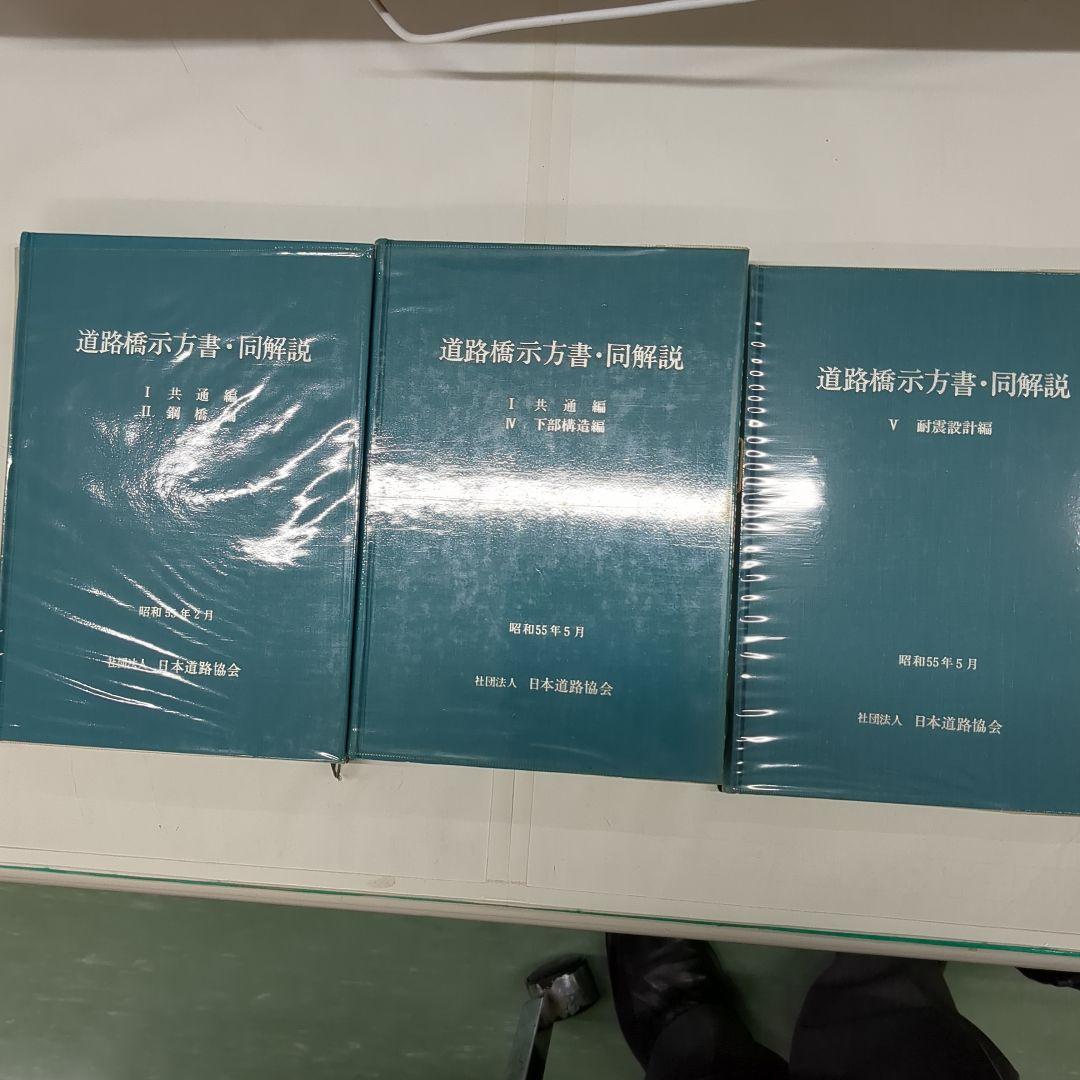 道路橋示方書・同解説
I 共通編
II 鋼橋編
昭和55年2月
社団法人 日本道路協会
道路橋示方書・同解説
I 共通編
IV 下部構造編
昭和55年5月
社団法人 日本道路協会
道路橋示方書・同解説
V 耐震設計編
昭和55年5月
社団法人 日本道路協会